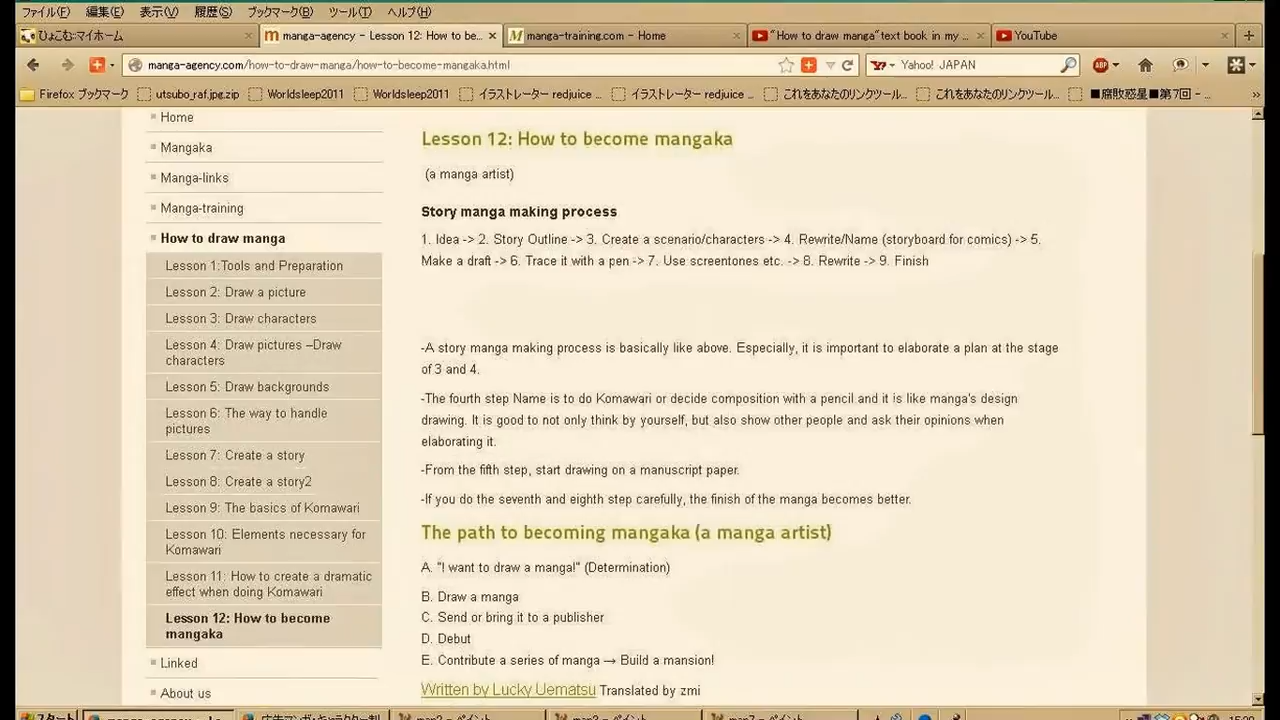 ファイル(F) 編集(E) 表示(V) 履歴(S) ブックマーク(B) ツール(T) ヘルプ(H)
ひょこむ::マイホーム
manga-agency – Lesson 12: How to be...
manga-training.com - Home
"How to draw manga"text book in my ...
YouTube
manga-agency.com/how-to-draw-manga/how-to-become-mangaka.html
Yahoo! JAPAN
Firefox ブックマーク
utsubo_raf.jpg.zip
Worldsleep2011
Worldsleep2011
イラストレーター redjuice ...
イラストレーター redjuice ...
これをあなたのリンクツール...
これをあなたのリンクツール...
■腐敗惑星■第7回 - ...
Home
Mangaka
Manga-links
Manga-training
How to draw manga
Lesson 1:Tools and Preparation
Lesson 2: Draw a picture
Lesson 3: Draw characters
Lesson 4: Draw pictures –Draw
characters
Lesson 5: Draw backgrounds
Lesson 6: The way to handle
pictures
Lesson 7: Create a story
Lesson 8: Create a story2
Lesson 9: The basics of Komawari
Lesson 10: Elements necessary for
Komawari
Lesson 11: How to create a dramatic
effect when doing Komawari
Lesson 12: How to become
mangaka
Linked
About us
Lesson 12: How to become mangaka
(a manga artist)
Story manga making process
1. Idea -> 2. Story Outline -> 3. Create a scenario/characters -> 4. Rewrite/Name (storyboard for comics) -> 5.
Make a draft -> 6. Trace it with a pen -> 7. Use screentones etc. -> 8. Rewrite -> 9. Finish
-A story manga making process is basically like above. Especially, it is important to elaborate a plan at the stage
of 3 and 4.
-The fourth step Name is to do Komawari or decide composition with a pencil and it is like manga's design
drawing. It is good to not only think by yourself, but also show other people and ask their opinions when
elaborating it.
-From the fifth step, start drawing on a manuscript paper.
-If you do the seventh and eighth step carefully, the finish of the manga becomes better.
The path to becoming mangaka (a manga artist)
A. "I want to draw a manga!" (Determination)
B. Draw a manga
C. Send or bring it to a publisher
D. Debut
E. Contribute a series of manga → Build a mansion!
Written by Lucky Uematsu Translated by zmi
スタート